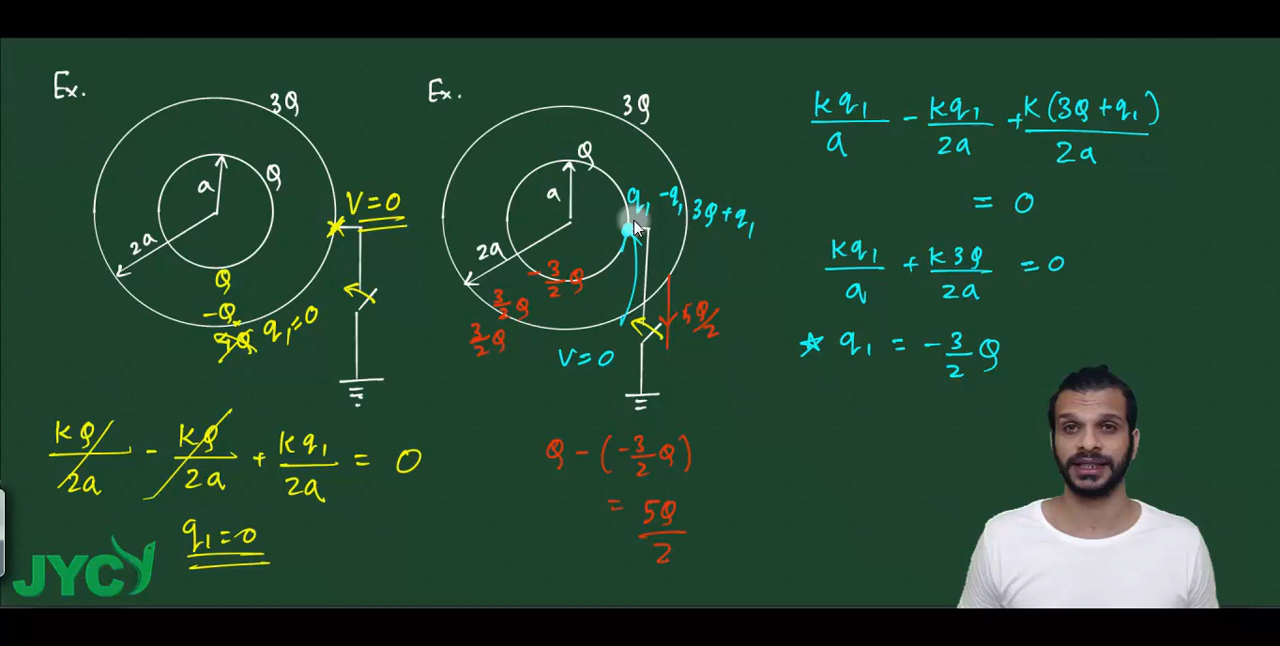 Ex.
3Q
Q
a
2a
V=0
Q
-Q
q₁=0
kQ/2a - kQ/2a + kq₁/2a = 0
q₁=0
JYCY
Ex.
3Q
Q
a
2a
q₁ -q₁ 3Q+q₁
-3/2 Q
3/2 Q
3/2 Q
5Q/2
V=0
Q-(-3/2 Q)
= 5Q/2
kq₁/a - kq₁/2a + K(3Q+q₁)/2a
= 0
kq₁/a + k3Q/2a = 0
q₁ = -3/2 Q